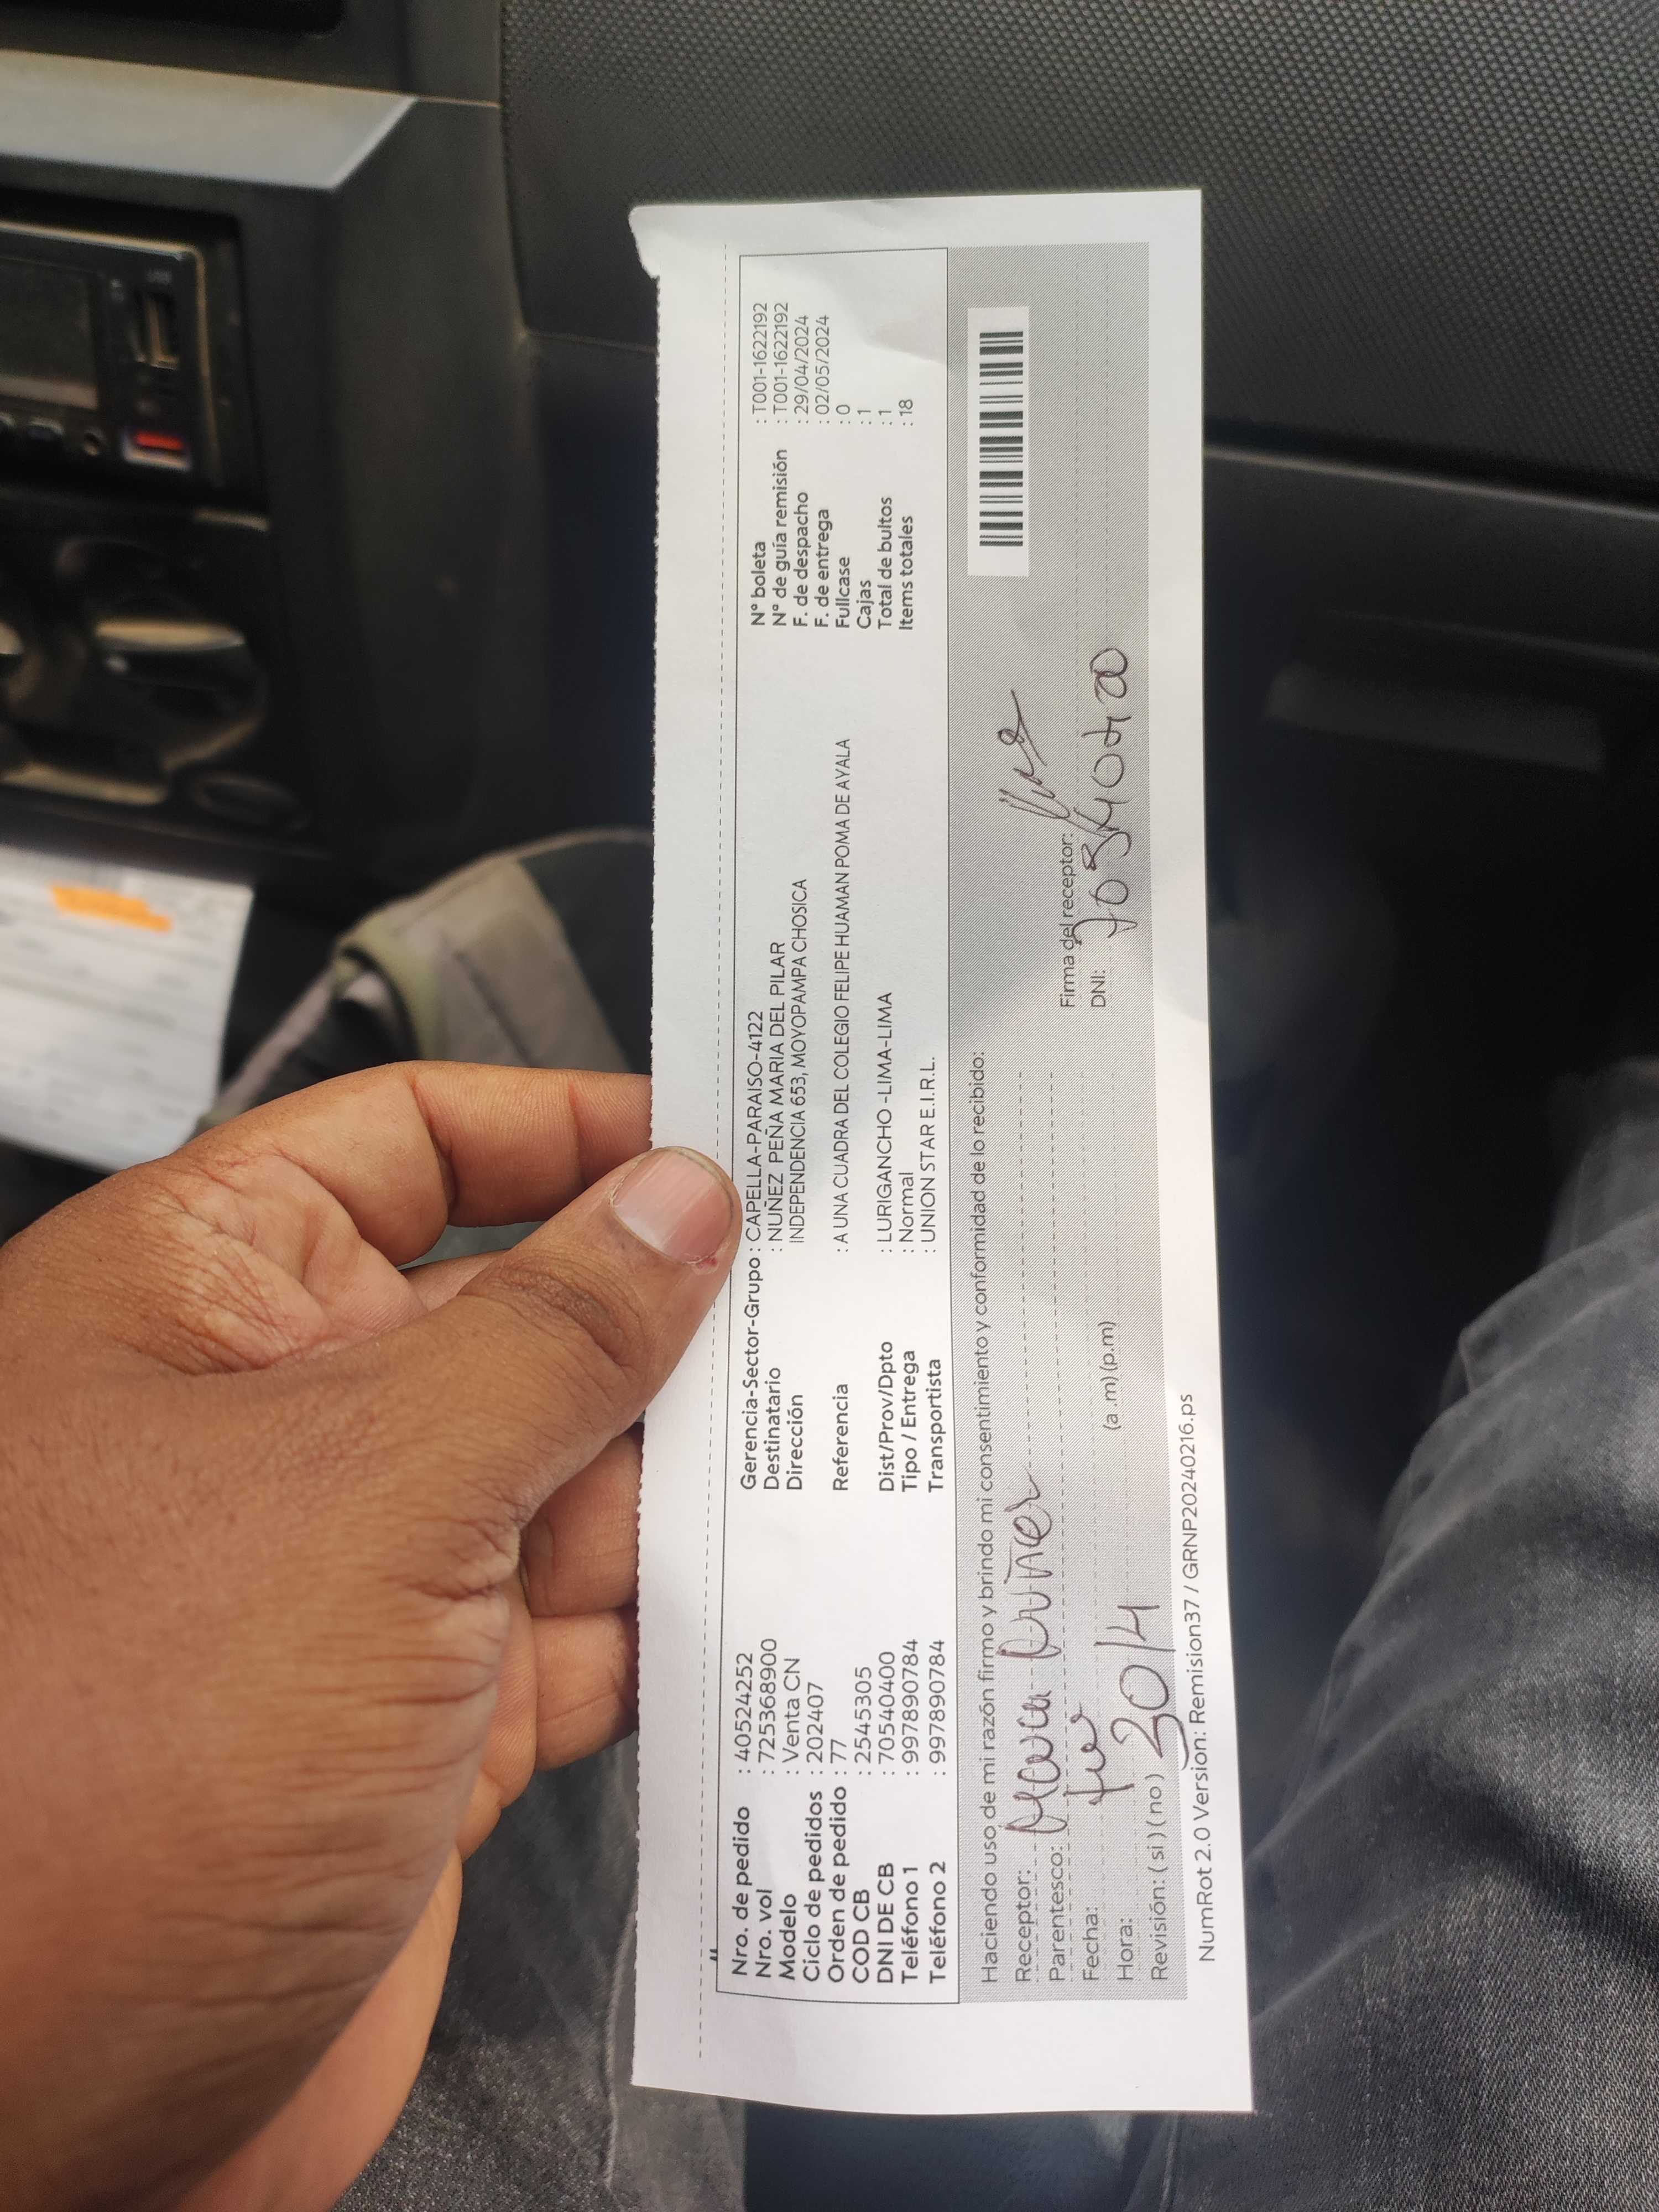 Nro. de pedido : 40524252
Nro. vol : 7253689​00
Modelo : Venta CN
Ciclo de pedidos : 202407
Orden de pedido : 77
COD CB : 2545305
DNI DE CB : 70540400
Teléfono 1 : 997890784
Teléfono 2 : 997890784
Gerencia-Sector-Grupo : CAPELLA-PARAISO-4122
Destinatario : NUÑEZ PEÑA MARIA DEL PILAR
Dirección INDEPENDENCIA 653, MOYOPAMPA CHOSICA
Referencia : A UNA CUADRA DEL COLEGIO FELIPE HUAMAN POMA DE AYALA
Dist/Prov/Dpto : LURIGANCHO -LIMA-LIMA
Tipo / Entrega : Normal
Transportista : UNION STAR E.I.R.L.
N° boleta : T001-1622192
N° de guía remisión : T001-1622192
F. de despacho : 29/04/2024
F. de entrega : 02/05/2024
Fullcase : 0
Cajas : 1
Total de bultos : 1
Items totales : 18
Haciendo uso de mi razón firmo y brindo mi consentimiento y conformidad de lo recibido:
Receptor: Maria Nuñez
Parentesco:
Fecha: 30/4
Hora: (a .m) (p.m)
Revisión: ( si ) ( no )
Firma del receptor:
DNI:
NumRot 2.0 Version: Remision37 / GRNP20240216.ps